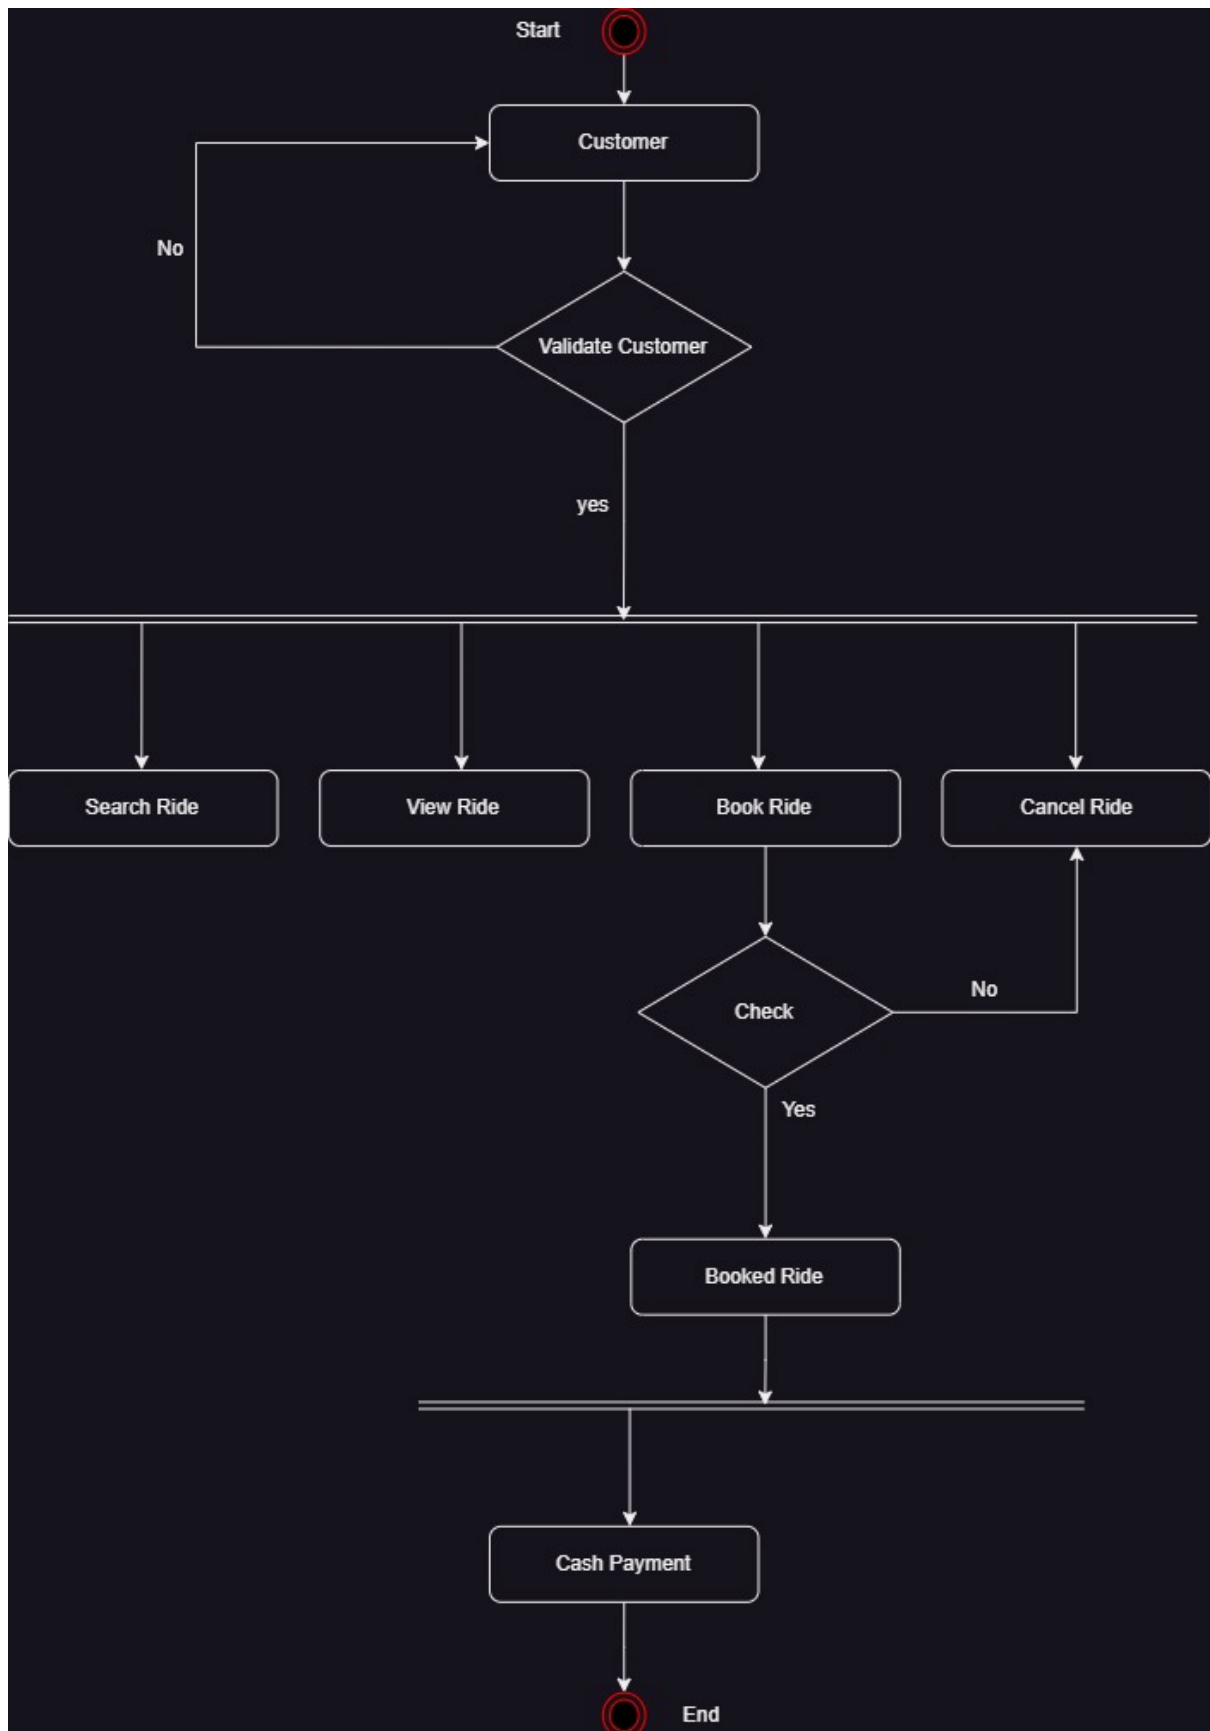 Start
Customer
No
Validate Customer
yes
Search Ride
View Ride
Book Ride
Cancel Ride
Check
No
Yes
Booked Ride
Cash Payment
End